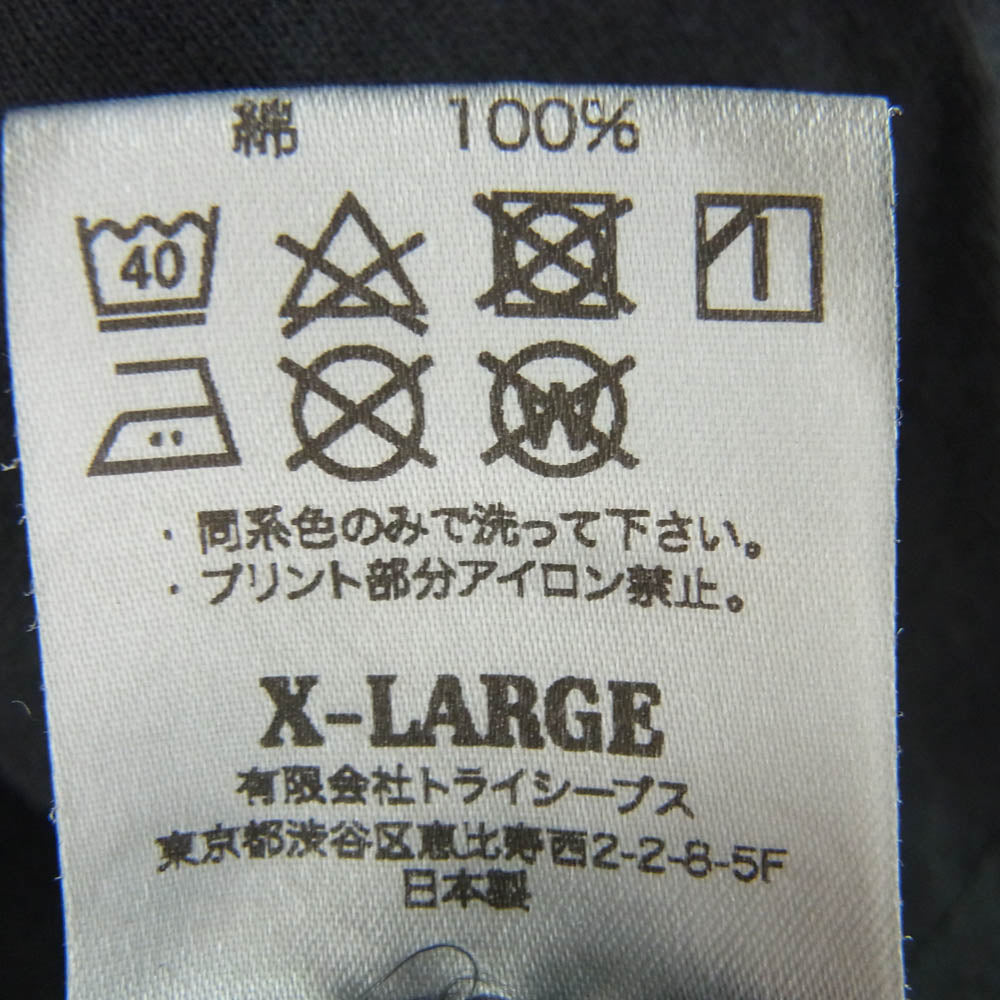 綿 100%
40
W
・同系色のみで洗って下さい。
・プリント部分アイロン禁止。
X-LARGE
有限会社トライシープス
東京都渋谷区恵比寿西2-2-8-5F
日本製